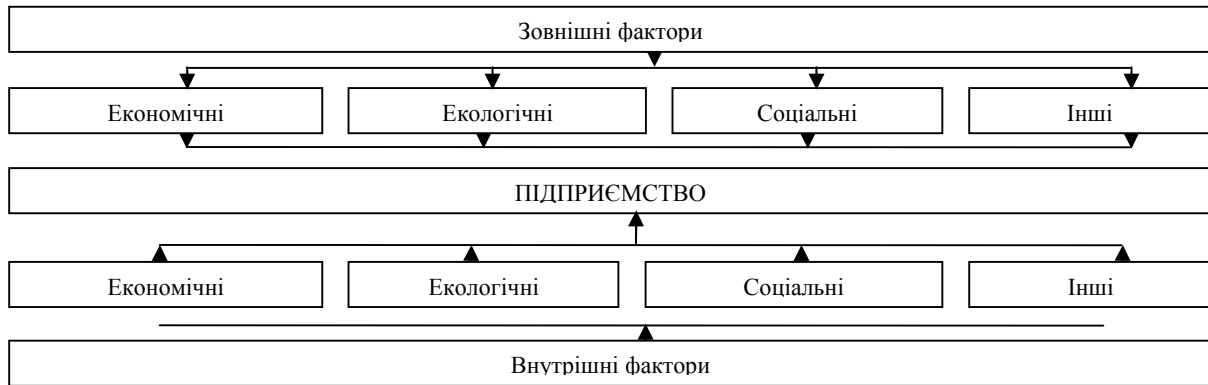 Зовнішні фактори
Економічні Екологічні Соціальні Інші
ПІДПРИЄМСТВО
Економічні Екологічні Соціальні Інші
Внутрішні фактори